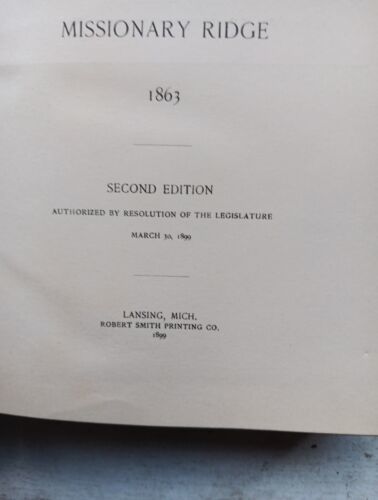 MISSIONARY RIDGE
1863
SECOND EDITION
AUTHORIZED BY RESOLUTION OF THE LEGISLATURE
MARCH 30, 1899
LANSING, MICH.
ROBERT SMITH PRINTING CO.
1899